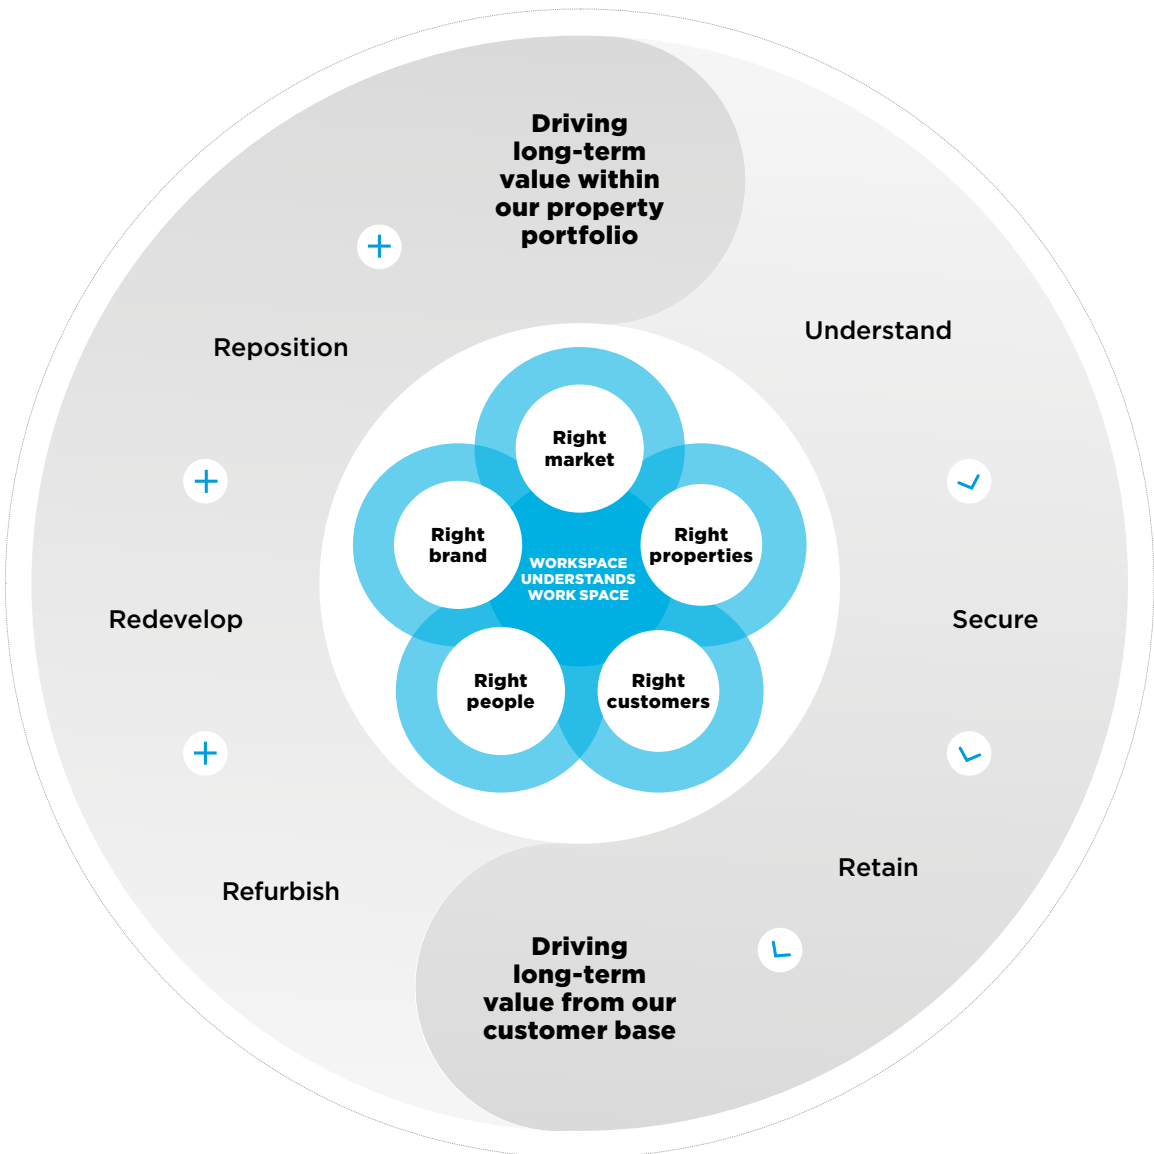 Driving
long-term
value within
our property
portfolio
Understand
Reposition
Right
market
Right
brand
Right
properties
WORKSPACE
UNDERSTANDS
WORK SPACE
Redevelop
Secure
Right
people
Right
customers
Retain
Refurbish
Driving
long-term
value from our
customer base